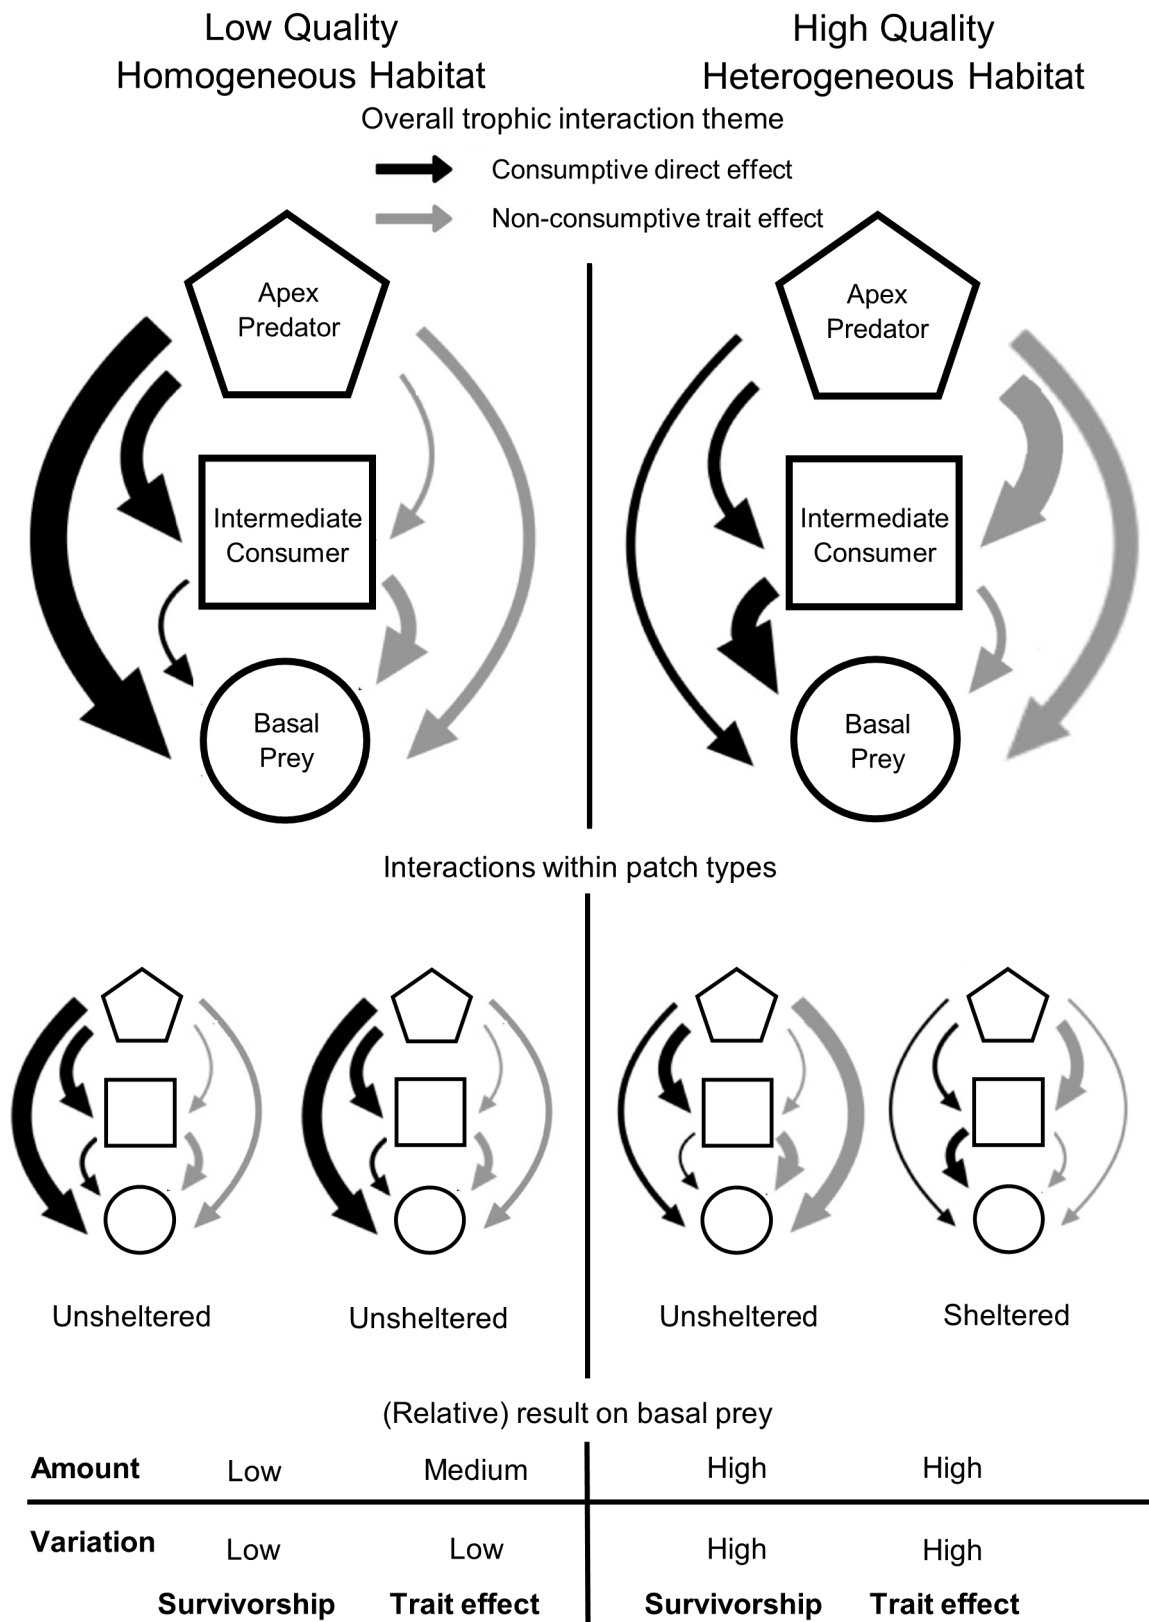 Low Quality
Homogeneous Habitat
High Quality
Heterogeneous Habitat
Overall trophic interaction theme
Consumptive direct effect
Non-consumptive trait effect
Apex
Predator
Intermediate
Consumer
Basal
Prey
Apex
Predator
Intermediate
Consumer
Basal
Prey
Interactions within patch types
Unsheltered
Unsheltered
Unsheltered
Sheltered
(Relative) result on basal prey
Amount Low Medium High High
Variation Low Low High High
Survivorship Trait effect Survivorship Trait effect